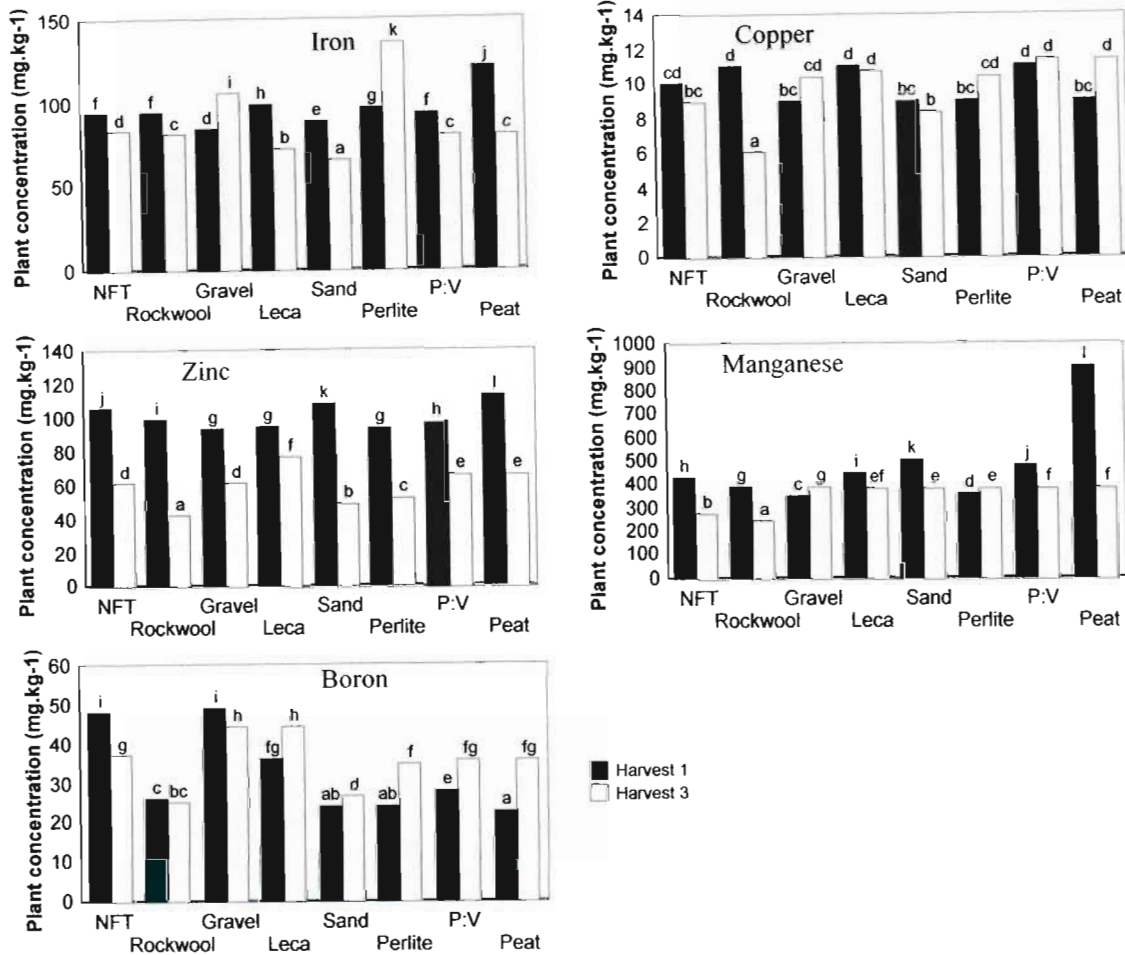 Plant concentration (mg.kg-1)
Iron
150
100
50
0
f d f c d i h b e a g k f c j c
NFT Gravel Sand P:V
Rockwool Leca Perlite Peat
Plant concentration (mg.kg-1)
Copper
14
12
10
8
6
4
2
0
cd bc d a bc cd d d bc b bc cd d d bc d
NFT Gravel Sand P:V
Rockwool Leca Perlite Peat
Plant concentration (mg.kg-1)
Zinc
140
120
100
80
60
40
20
0
j d i a g d g f k b g c h e l e
NFT Gravel Sand P:V
Rockwool Leca Perlite Peat
Plant concentration (mg.kg-1)
Manganese
1000
900
800
700
600
500
400
300
200
100
0
h b g a c g i ef k e d e j f l f
NFT Gravel Sand P:V
Rockwool Leca Perlite Peat
Plant concentration (mg.kg-1)
Boron
60
50
40
30
20
10
0
i g c bc i h fg h ab d ab f e fg a fg
NFT Gravel Sand P:V
Rockwool Leca Perlite Peat
Harvest 1
Harvest 3